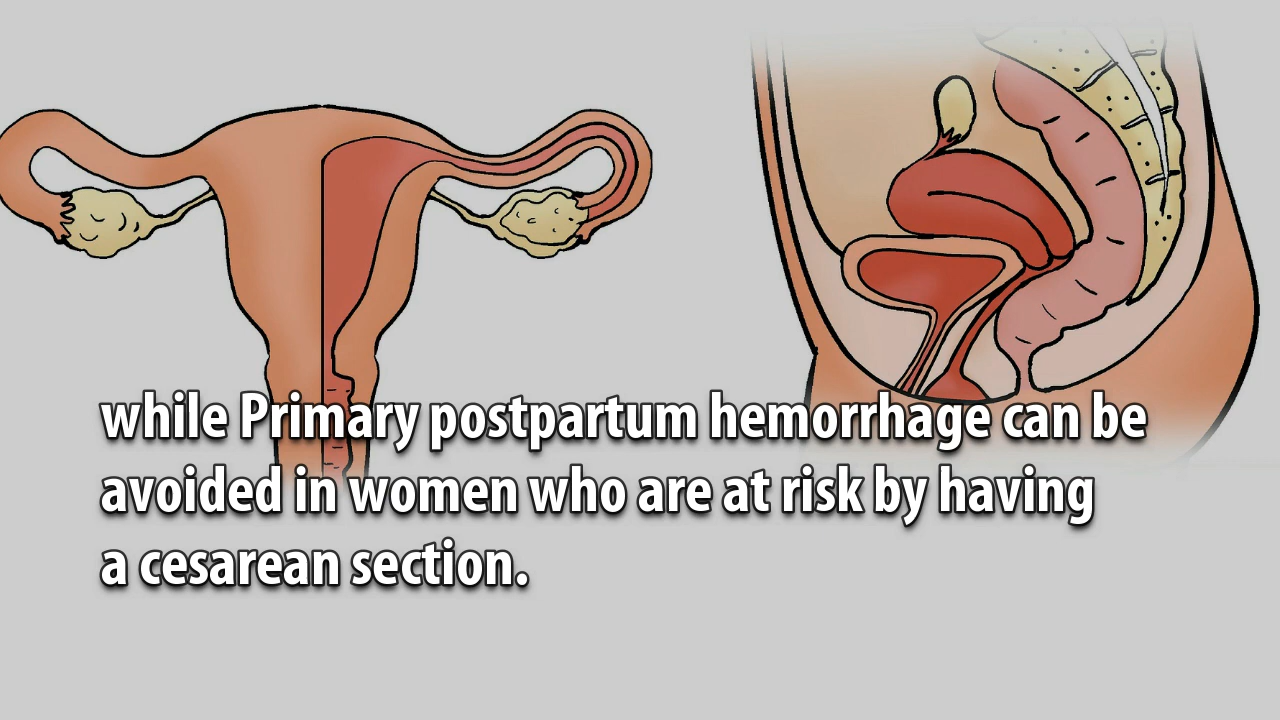 while Primary postpartum hemorrhage can be
avoided in women who are at risk by having
a cesarean section.